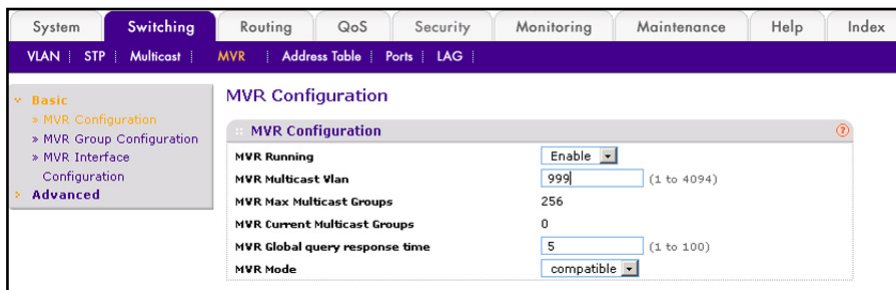 System Switching Routing QoS Security Monitoring Maintenance Help Index
VLAN | STP | Multicast | MVR | Address Table | Ports | LAG |
Basic
» MVR Configuration
» MVR Group Configuration
» MVR Interface
Configuration
Advanced
MVR Configuration
MVR Configuration
MVR Running Enable
MVR Multicast Vlan 999 (1 to 4094)
MVR Max Multicast Groups 256
MVR Current Multicast Groups 0
MVR Global query response time 5 (1 to 100)
MVR Mode compatible